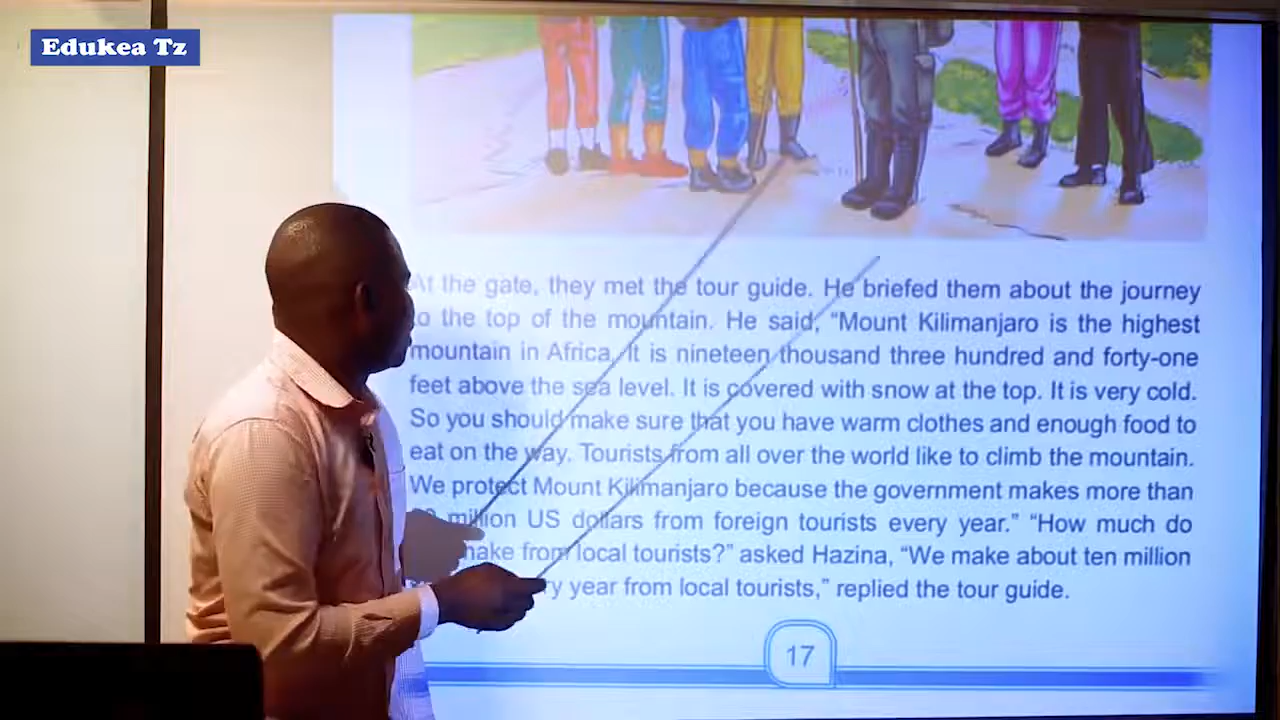 Edukea Tz
At the gate, they met the tour guide. He briefed them about the journey
to the top of the mountain. He said, “Mount Kilimanjaro is the highest
mountain in Africa. It is nineteen thousand three hundred and forty-one
feet above the sea level. It is covered with snow at the top. It is very cold.
So you should make sure that you have warm clothes and enough food to
eat on the way. Tourists from all over the world like to climb the mountain.
We protect Mount Kilimanjaro because the government makes more than
million US dollars from foreign tourists every year.” “How much do
make from local tourists?” asked Hazina, “We make about ten million
year from local tourists,” replied the tour guide.
17